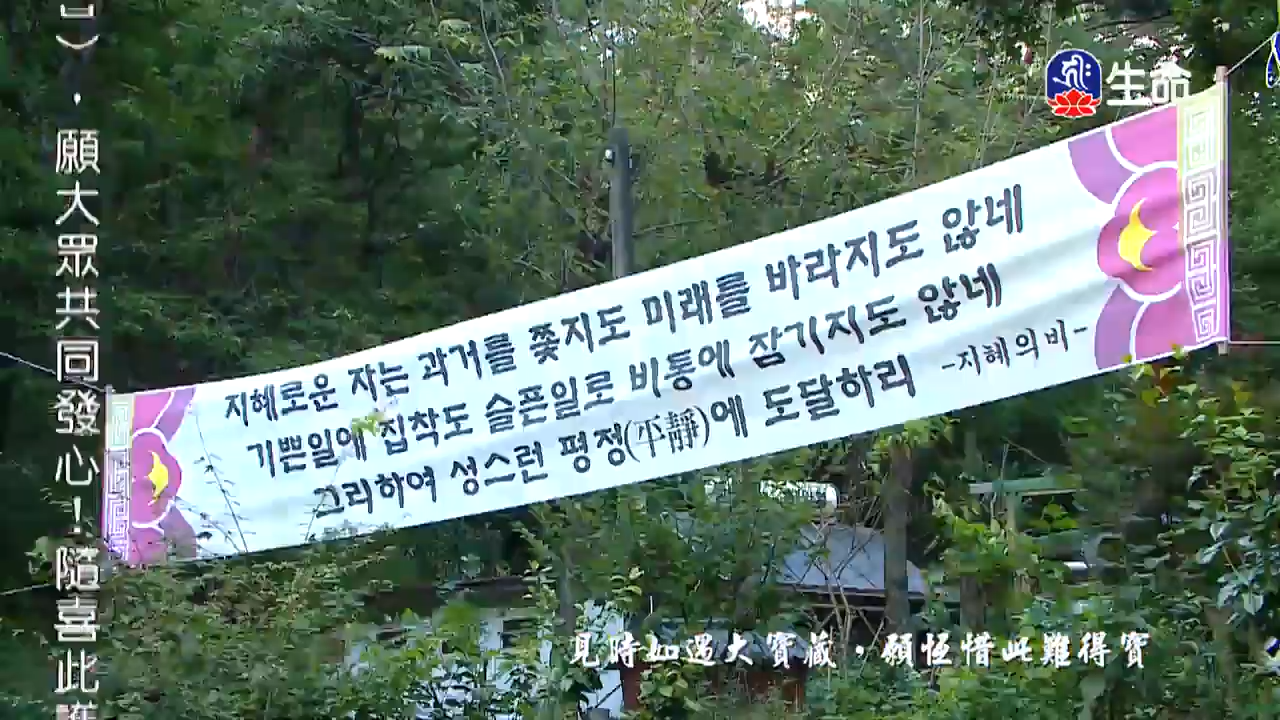 生命
願大眾共同發心！隨喜此
지혜로운 자는 과거를 쫓지도 미래를 바라지도 않네
기쁜일에 집착도 슬픈일로 비통에 잠기지도 않네
그리하여 성스런 평정(平靜)에 도달하리 -지혜의 비-
見時如遇大寶藏，願恆惜此難得寶